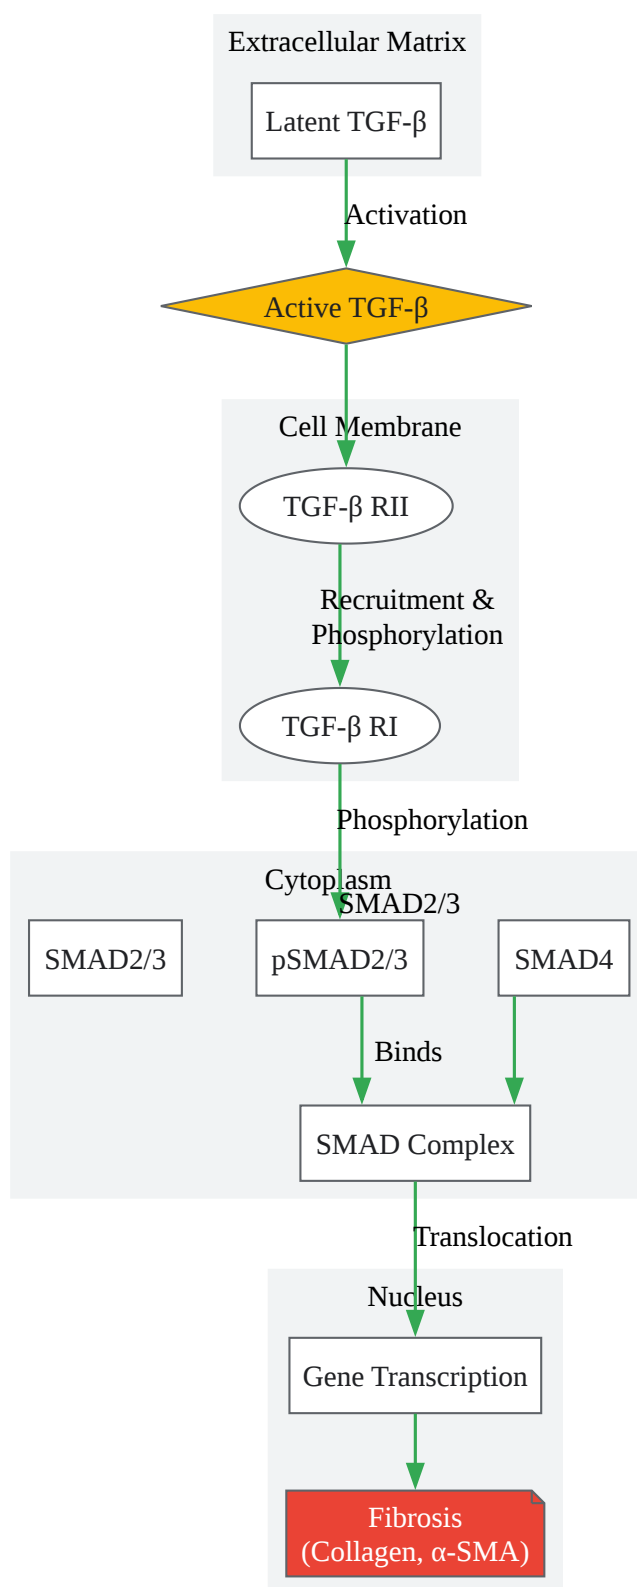 Extracellular Matrix
Latent TGF-β
Activation
Active TGF-β
Cell Membrane
TGF-β RII
Recruitment &
Phosphorylation
TGF-β RI
Phosphorylation
Cytoplasm
SMAD2/3
SMAD2/3
pSMAD2/3
SMAD4
Binds
SMAD Complex
Translocation
Nucleus
Gene Transcription
Fibrosis
(Collagen, α-SMA)